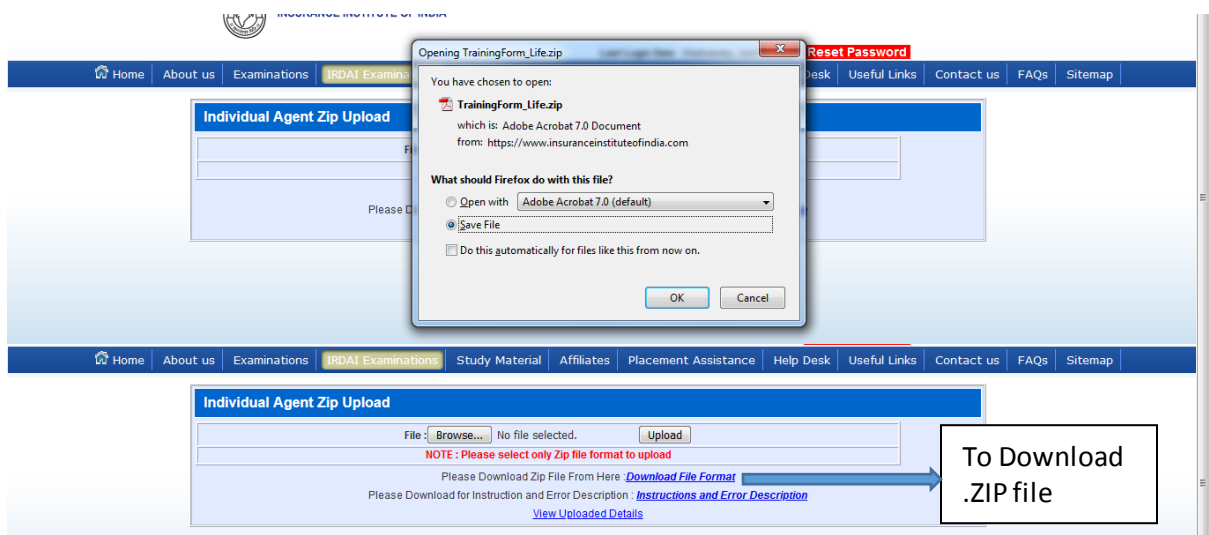 INSURANCE INSTITUTE OF INDIA
Opening TrainingForm_Life.zip
Reset Password
Home About us Examinations IRDAI Examina Desk Useful Links Contact us FAQs Sitemap
You have chosen to open:
TrainingForm_Life.zip
which is: Adobe Acrobat 7.0 Document
from: https://www.insuranceinstituteofindia.com
What should Firefox do with this file?
Open with Adobe Acrobat 7.0 (default)
Save File
Do this automatically for files like this from now on.
OK Cancel
Individual Agent Zip Upload
Fi
Please D
Home About us Examinations IRDAI Examinations Study Material Affiliates Placement Assistance Help Desk Useful Links Contact us FAQs Sitemap
Individual Agent Zip Upload
File : Browse... No file selected. Upload
NOTE : Please select only Zip file format to upload
Please Download Zip File From Here : Download File Format
Please Download for Instruction and Error Description : Instructions and Error Description
View Uploaded Details
To Download
.ZIP file